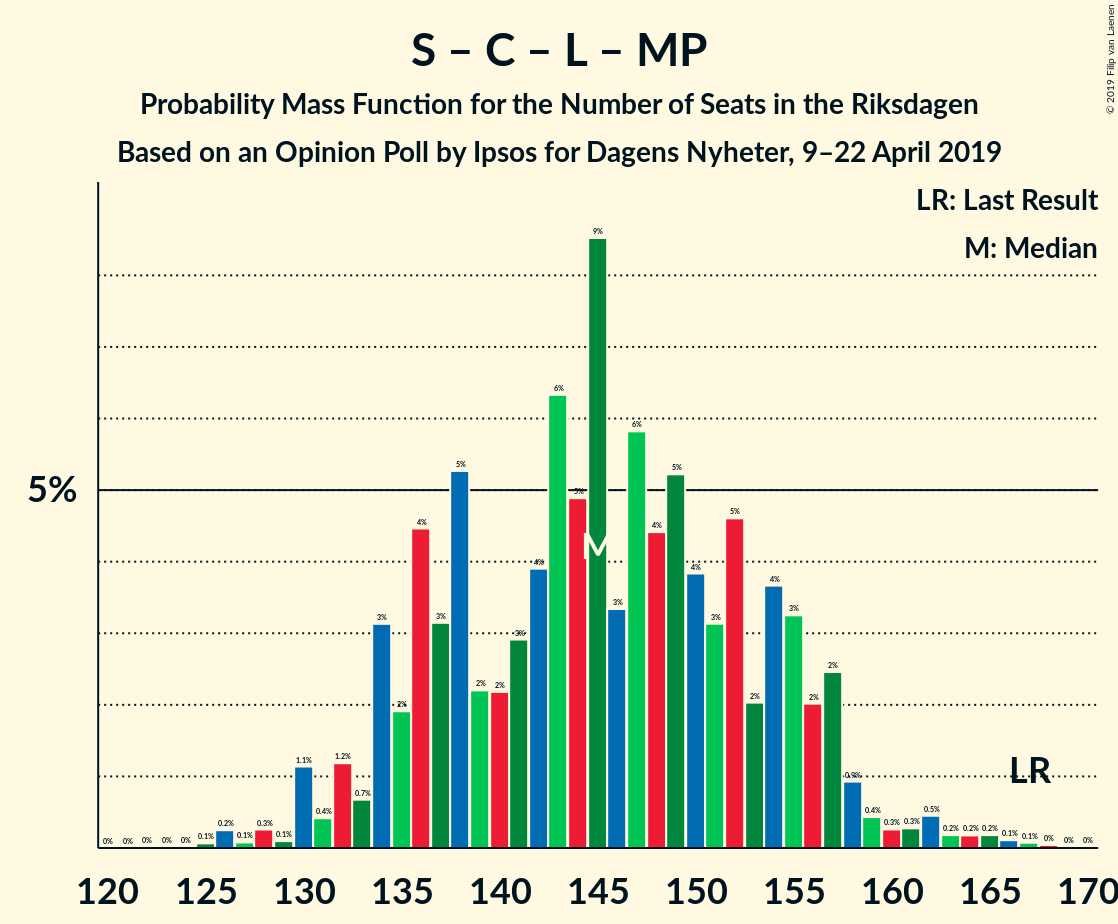 S – C – L – MP
Probability Mass Function for the Number of Seats in the Riksdagen
Based on an Opinion Poll by Ipsos for Dagens Nyheter, 9–22 April 2019
© 2019 Filip van Laenen
LR: Last Result
M: Median
5%
0% 0% 0% 0% 0% 0.1% 0.2% 0.1% 0.3% 0.1% 1.1% 0.4% 1.2% 0.7% 3% 2% 4% 3% 5% 2% 2% 3% 4% 6% 5% 9% 3% 6% 4% 5% 4% 3% 5% 2% 4% 3% 2% 2% 0.9% 0.4% 0.3% 0.3% 0.5% 0.2% 0.2% 0.2% 0.1% 0.1% 0% 0% 0%
M
LR
120 125 130 135 140 145 150 155 160 165 170